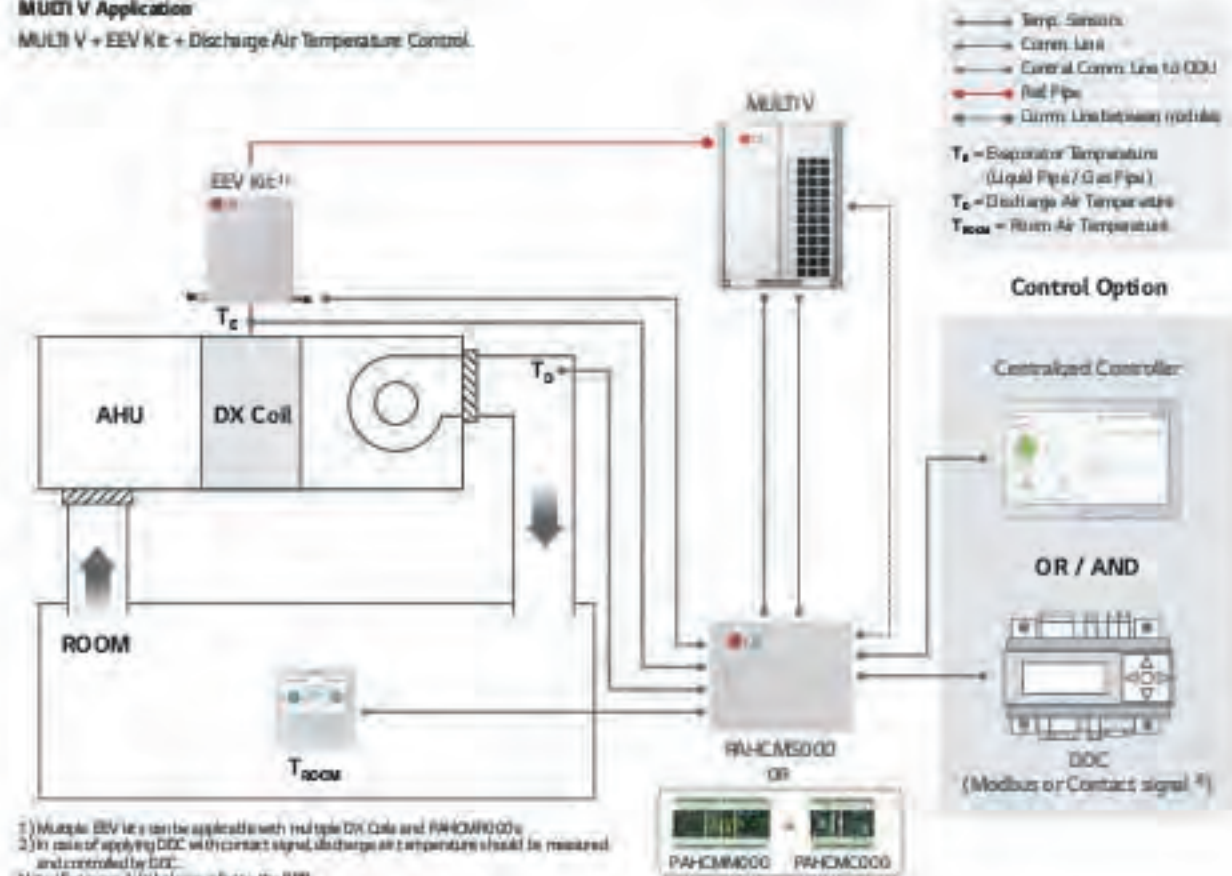 MULTI V Application
MULTI V + EEV Kit + Discharge Air Temperature Control.
Temp. Sensors
Comm. Line
Central Comm. Line to ODU
Ref. Pipe
Comm. Line between modules
TE = Evaporator Temperature
(Liquid Pipe / Gas Pipe)
TD = Discharge Air Temperature
TROOM = Room Air Temperature
MULTI V
EEV Kit 1)
TE
AHU
DX Coil
TD
ROOM
TROOM
Control Option
Centralized Controller
OR / AND
DDC
(Modbus or Contact signal 2))
PAHCMS000
OR
+
PAHCMM000
PAHCMC000
1) Multiple EEV kits can be applicable with multiple DX Coils and
2) In case of applying DDC with contact signal, discharge air temperature should be measured
and controlled by DDC.